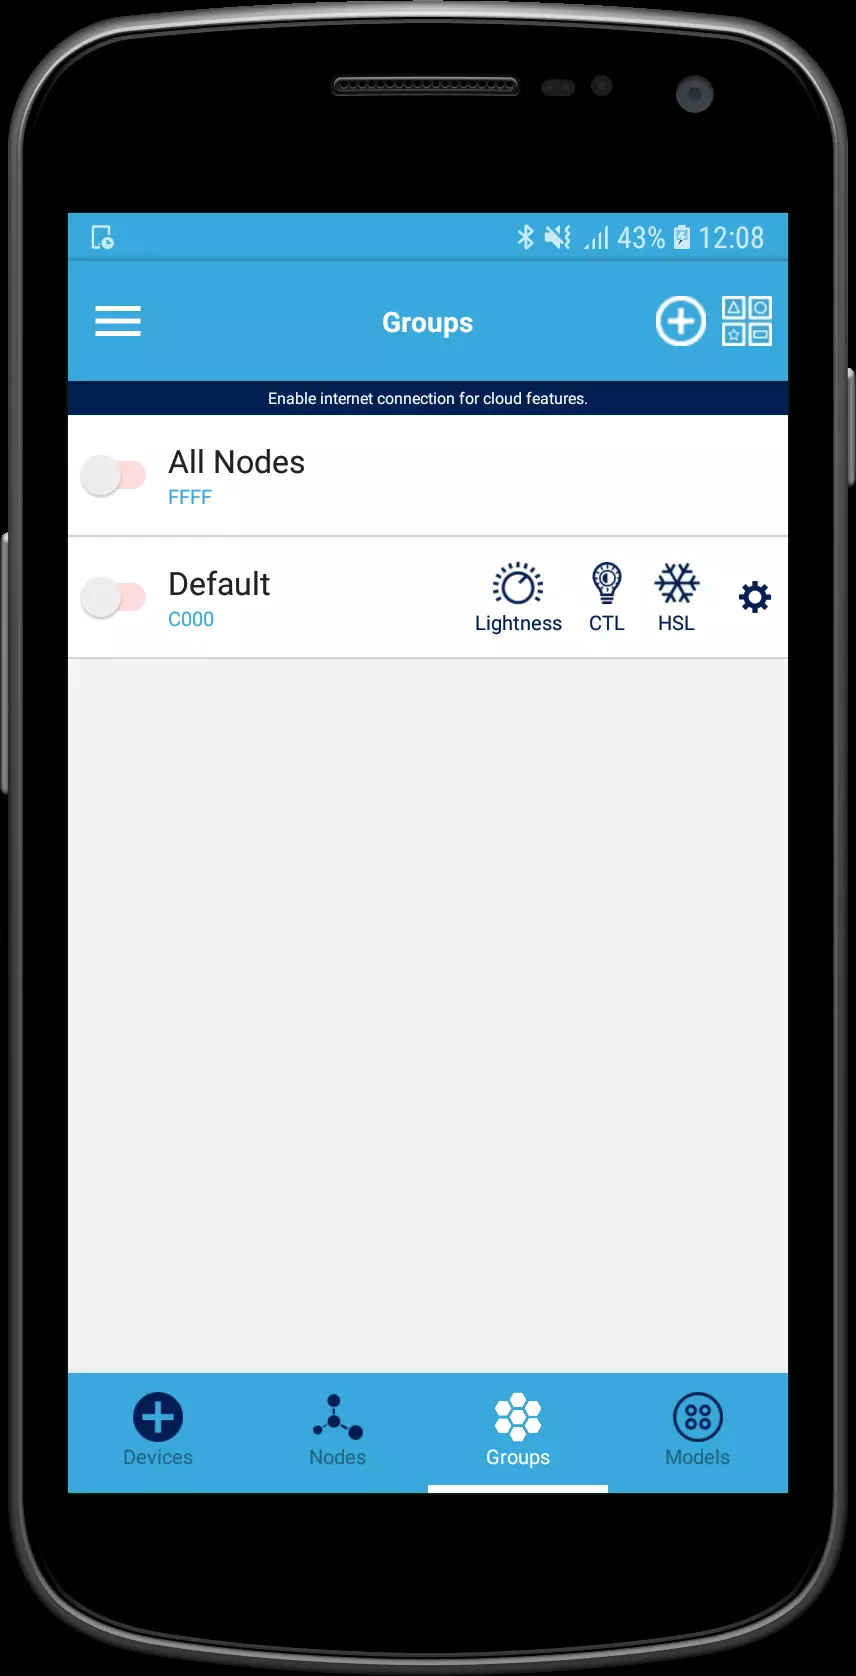 43% 12:08
Groups
Enable internet connection for cloud features.
All Nodes
FFFF
Default
C000
Lightness CTL HSL
Devices Nodes Groups Models